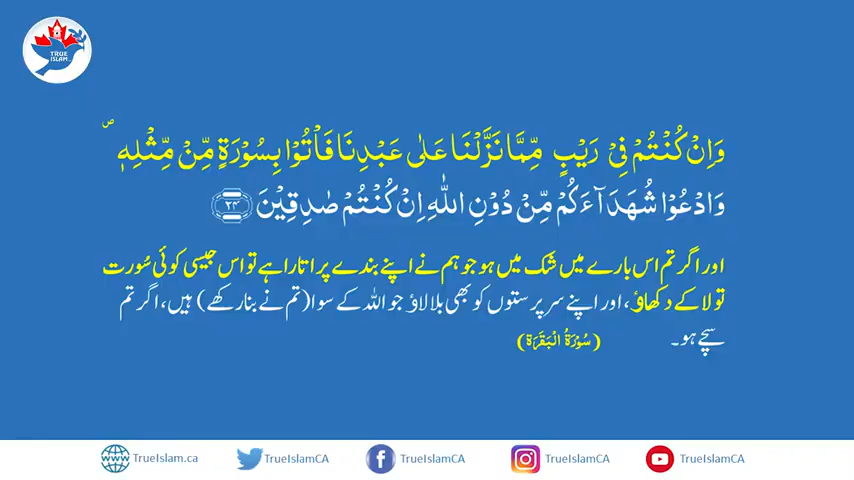 TRUE
ISLAM
وَاِنۡ کُنۡتُمۡ فِیۡ رَیۡبٍ مِّمَّا نَزَّلۡنَا عَلٰی عَبۡدِنَا فَاۡتُوۡا بِسُوۡرَۃٍ مِّنۡ مِّثۡلِہٖ ۪
وَادۡعُوۡا شُہَدَآءَکُمۡ مِّنۡ دُوۡنِ اللّٰہِ اِنۡ کُنۡتُمۡ صٰدِقِیۡنَ ﴿۲۴﴾
اور اگر تم اس بارے میں شک میں ہو جو ہم نے اپنے بندے پر اتارا ہے تو اس جیسی کوئی سُورت
تو لا کے دکھاؤ، اور اپنے سرپرستوں کو بھی بلا لاؤ جو اللہ کے سوا (تم نے بنا رکھے) ہیں، اگر تم
سچے ہو۔ (سُوۡرَۃُ الۡبَقَرَۃ)
TrueIslam.ca TrueIslamCA TrueIslamCA TrueIslamCA TrueIslamCA